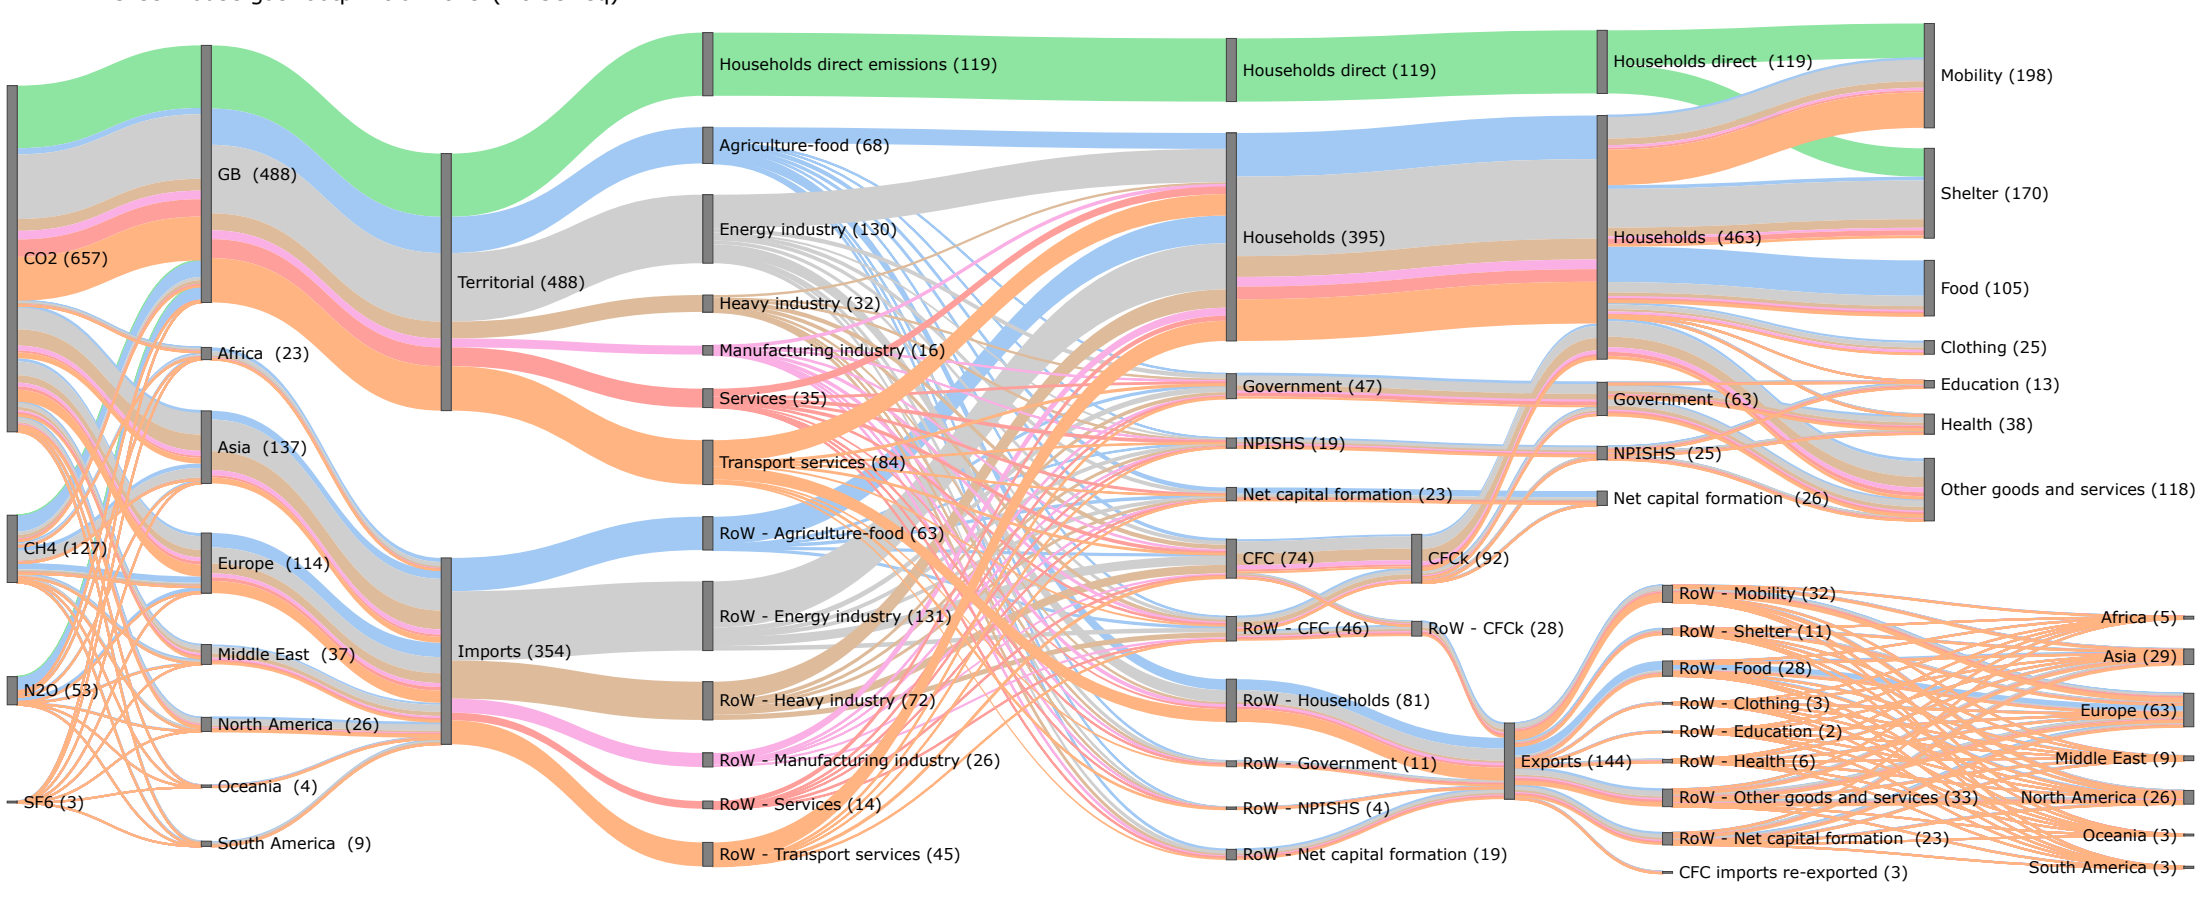 CO2 (657)
CH4 (127)
N2O (53)
SF6 (3)
GB (488)
Africa (23)
Asia (137)
Europe (114)
Middle East (37)
North America (26)
Oceania (4)
South America (9)
Territorial (488)
Imports (354)
Households direct emissions (119)
Agriculture-food (68)
Energy industry (130)
Heavy industry (32)
Manufacturing industry (16)
Services (35)
Transport services (84)
RoW - Agriculture-food (63)
RoW - Energy industry (131)
RoW - Heavy industry (72)
RoW - Manufacturing industry (26)
RoW - Services (14)
RoW - Transport services (45)
Households direct (119)
Households (395)
Government (47)
NPISHS (19)
Net capital formation (23)
CFC (74)
RoW - CFC (46)
RoW - Households (81)
RoW - Government (11)
RoW - NPISHS (4)
RoW - Net capital formation (19)
CFCk (92)
RoW - CFCk (28)
Exports (144)
Households direct (119)
Households (463)
Government (63)
NPISHS (25)
Net capital formation (26)
RoW - Mobility (32)
RoW - Shelter (11)
RoW - Food (28)
RoW - Clothing (3)
RoW - Education (2)
RoW - Health (6)
RoW - Other goods and services (33)
RoW - Net capital formation (23)
CFC imports re-exported (3)
Mobility (198)
Shelter (170)
Food (105)
Clothing (25)
Education (13)
Health (38)
Other goods and services (118)
Africa (5)
Asia (29)
Europe (63)
Middle East (9)
North America (26)
Oceania (3)
South America (3)